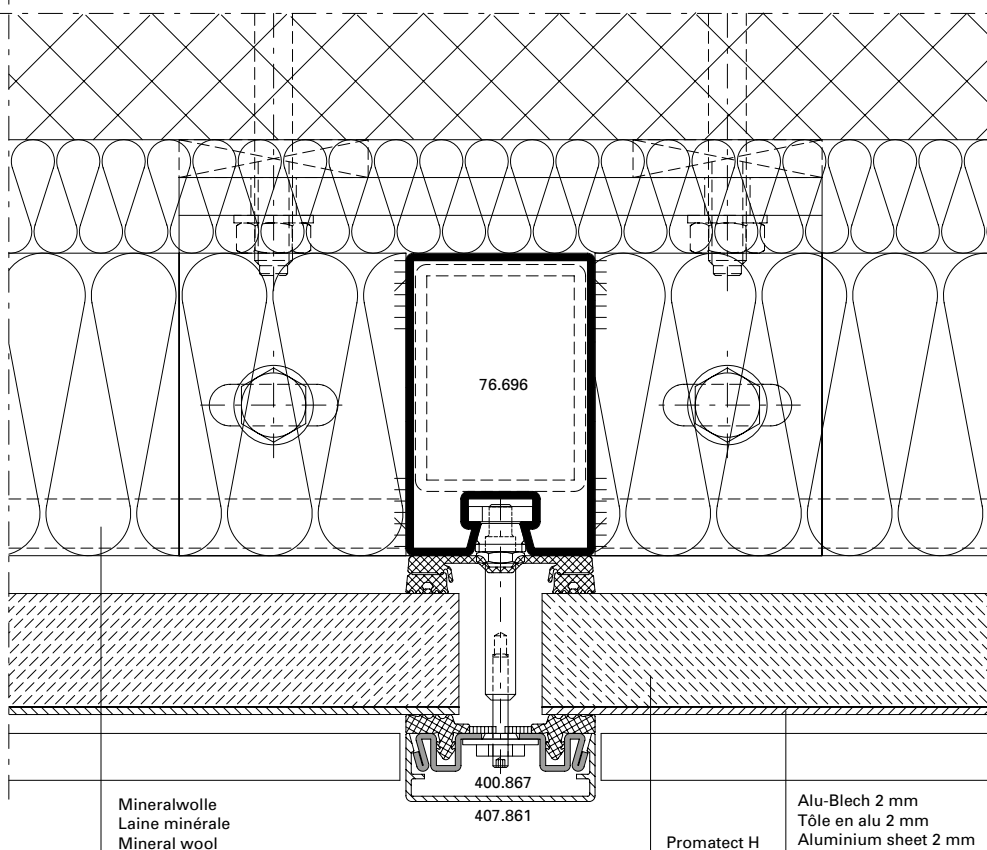 76.696
400.867
407.861
Mineralwolle
Laine minérale
Mineral wool
Promatect H
Alu-Blech 2 mm
Tôle en alu 2 mm
Aluminium sheet 2 mm